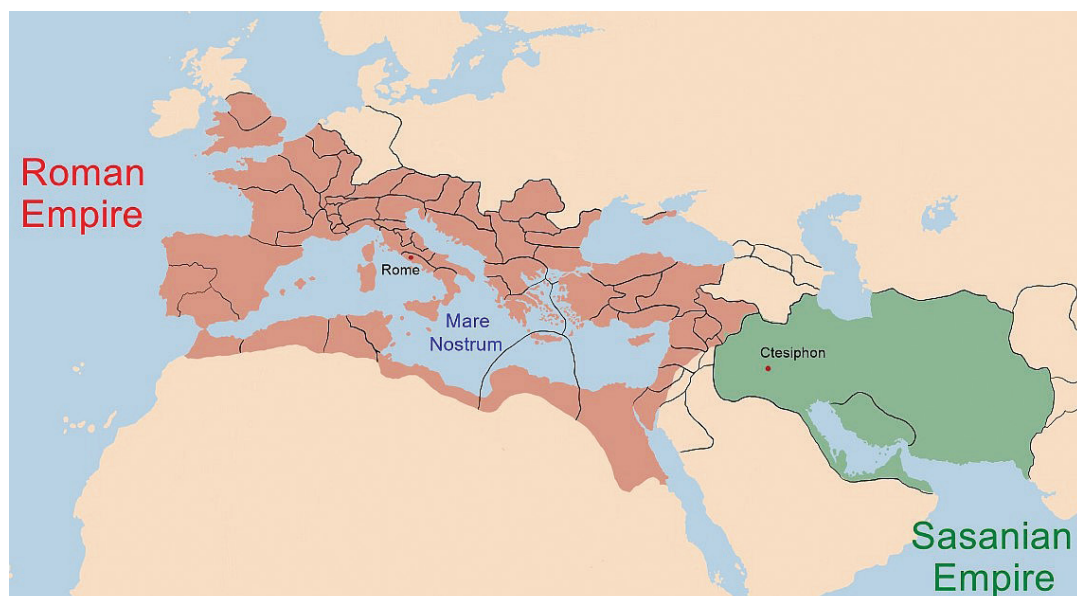 Roman
Empire
Rome
Mare
Nostrum
Ctesiphon
Sasanian
Empire